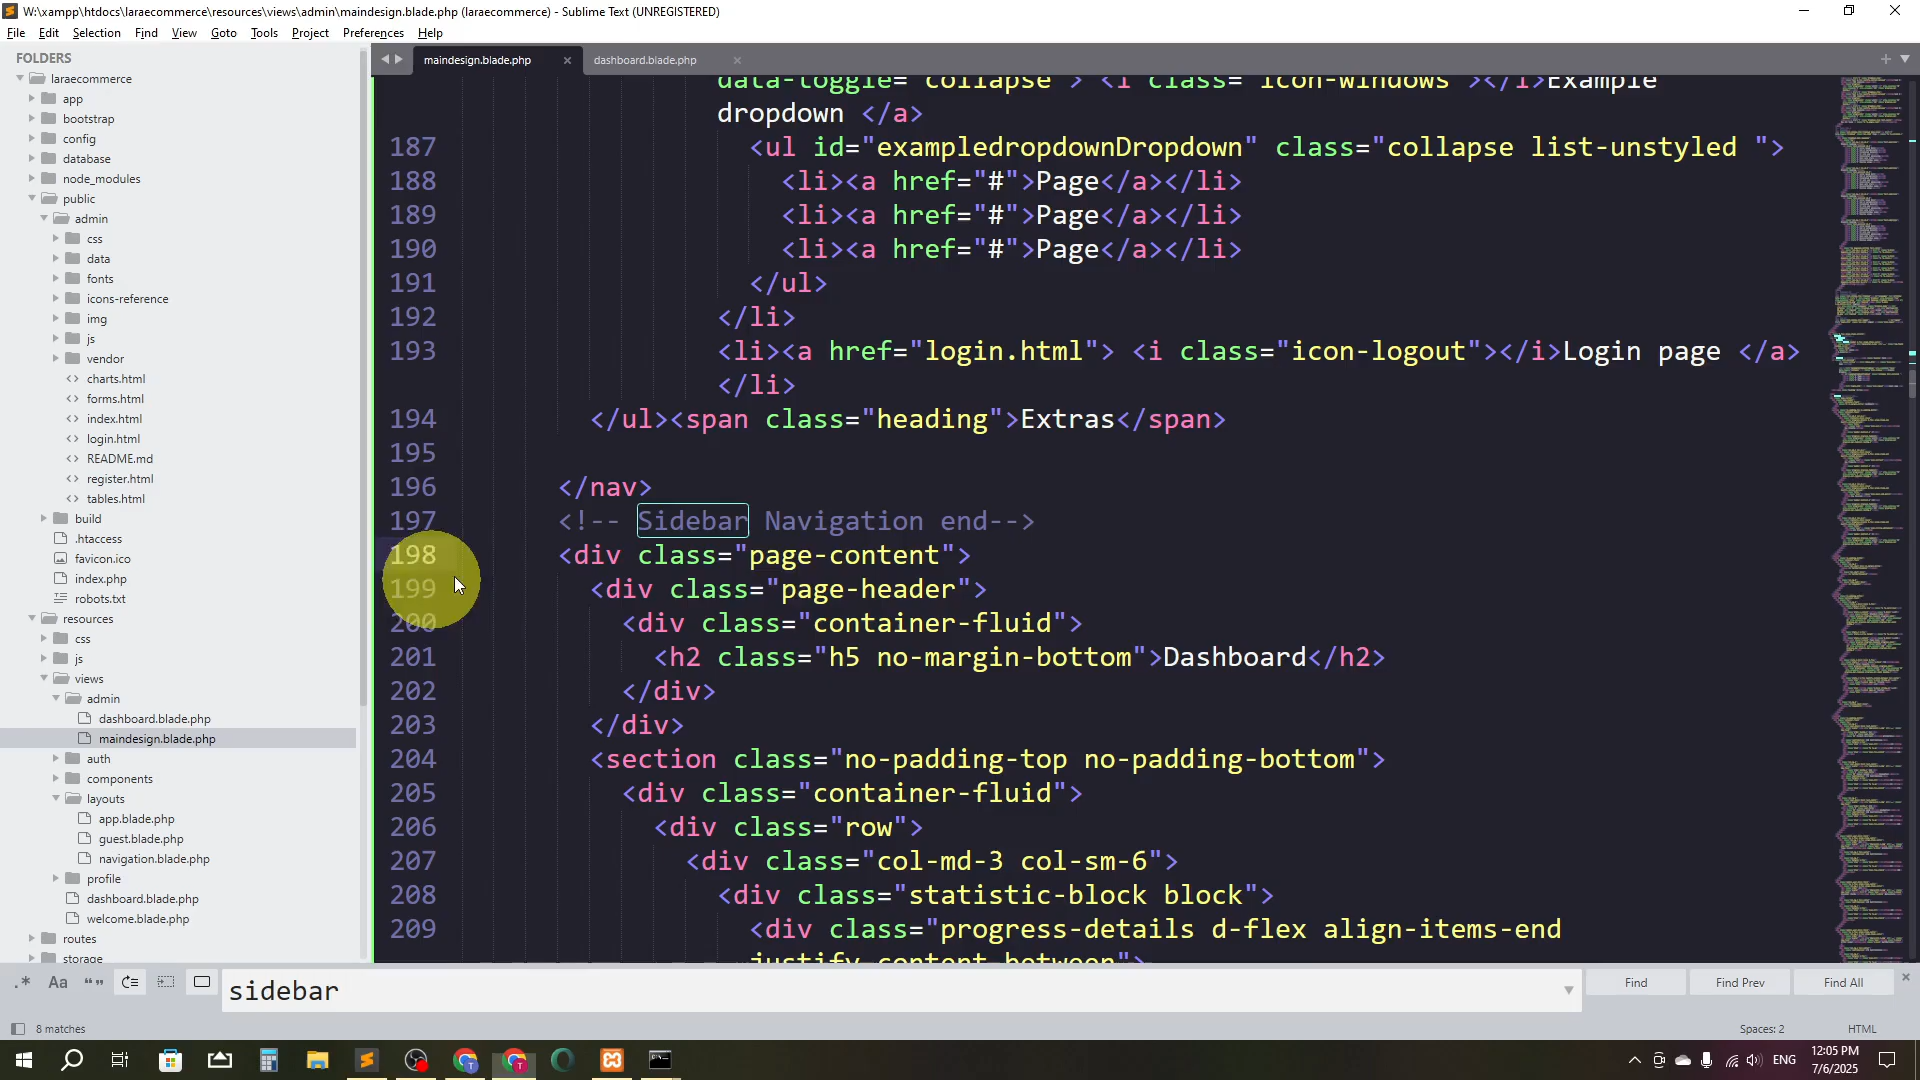 W:\xampp\htdocs\laraecommerce\resources\views\admin\maindesign.blade.php (laraecommerce) - Sublime Text (UNREGISTERED)
File Edit Selection Find View Goto Tools Project Preferences Help
FOLDERS
laraecommerce
app
bootstrap
config
database
node_modules
public
admin
css
data
fonts
icons-reference
img
js
vendor
charts.html
forms.html
index.html
login.html
README.md
register.html
tables.html
build
.htaccess
favicon.ico
index.php
robots.txt
resources
css
js
views
admin
dashboard.blade.php
maindesign.blade.php
auth
components
layouts
app.blade.php
guest.blade.php
navigation.blade.php
profile
dashboard.blade.php
welcome.blade.php
routes
storage
maindesign.blade.php × dashboard.blade.php ×
data-toggle="collapse"> <i class="icon-windows"></i>Example
dropdown </a>
187 <ul id="exampledropdownDropdown" class="collapse list-unstyled ">
188 <li><a href="#">Page</a></li>
189 <li><a href="#">Page</a></li>
190 <li><a href="#">Page</a></li>
191 </ul>
192 </li>
193 <li><a href="login.html"> <i class="icon-logout"></i>Login page </a>
</li>
194 </ul><span class="heading">Extras</span>
195
196 </nav>
197 <!-- Sidebar Navigation end-->
198 <div class="page-content">
199 <div class="page-header">
200 <div class="container-fluid">
201 <h2 class="h5 no-margin-bottom">Dashboard</h2>
202 </div>
203 </div>
204 <section class="no-padding-top no-padding-bottom">
205 <div class="container-fluid">
206 <div class="row">
207 <div class="col-md-3 col-sm-6">
208 <div class="statistic-block block">
209 <div class="progress-details d-flex align-items-end
justify-content-between">
.* Aa “” sidebar Find Find Prev Find All
8 matches Spaces: 2 HTML
ENG 12:05 PM
7/6/2025